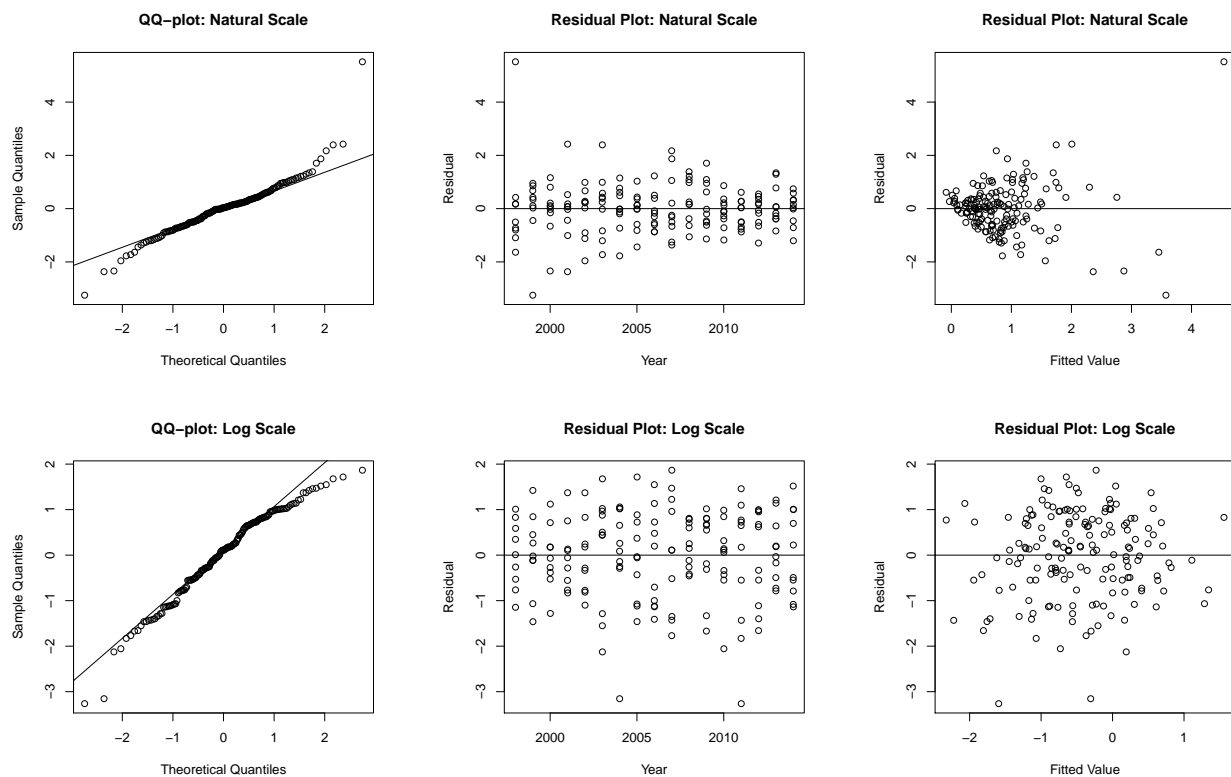 QQ−plot: Natural Scale
Sample Quantiles
4
2
0
−2
−2 −1 0 1 2
Theoretical Quantiles
Residual Plot: Natural Scale
Residual
4
2
0
−2
2000 2005 2010
Year
Residual Plot: Natural Scale
Residual
4
2
0
−2
0 1 2 3 4
Fitted Value
QQ−plot: Log Scale
Sample Quantiles
2
1
0
−1
−2
−3
−2 −1 0 1 2
Theoretical Quantiles
Residual Plot: Log Scale
Residual
2
1
0
−1
−2
−3
2000 2005 2010
Year
Residual Plot: Log Scale
Residual
2
1
0
−1
−2
−3
−2 −1 0 1
Fitted Value